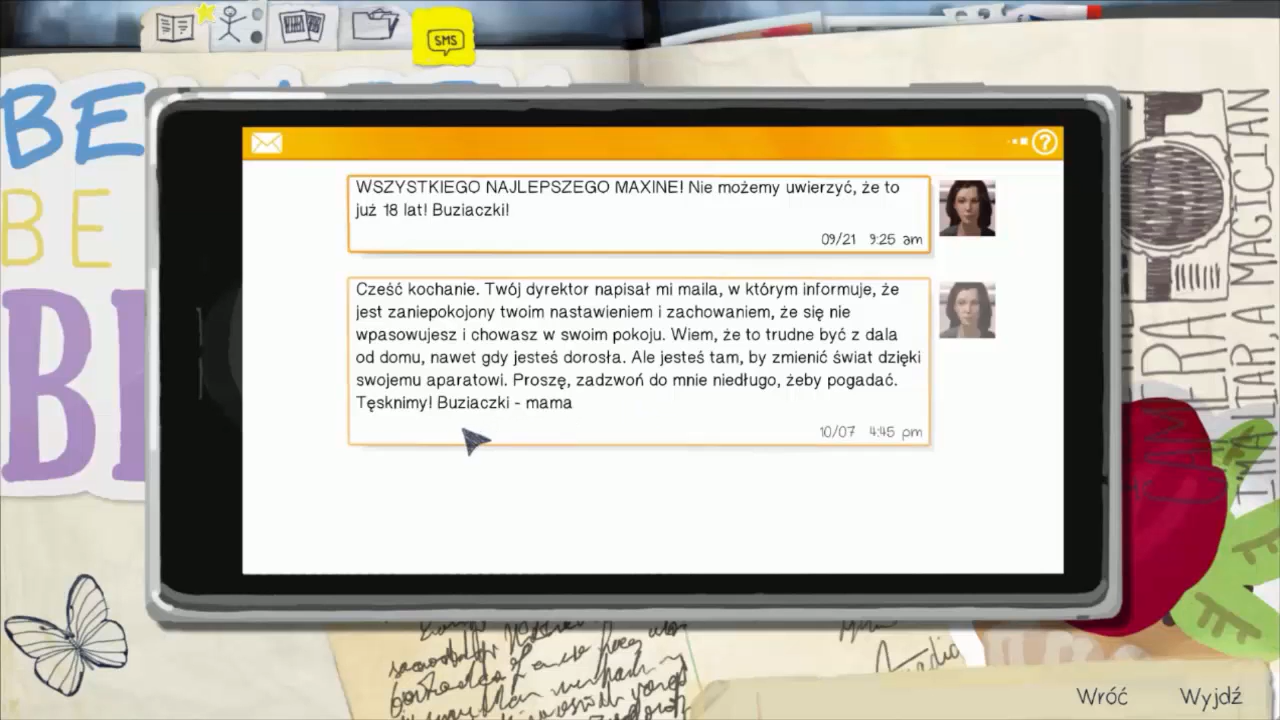 SMS
WSZYSTKIEGO NAJLEPSZEGO MAXINE! Nie możemy uwierzyć, że to
już 18 lat! Buziaczki!
09/21 9:25 am
Cześć kochanie. Twój dyrektor napisał mi maila, w którym informuje, że
jest zaniepokojony twoim nastawieniem i zachowaniem, że się nie
wpasowujesz i chowasz w swoim pokoju. Wiem, że to trudne być z dala
od domu, nawet gdy jesteś dorosła. Ale jesteś tam, by zmienić świat dzięki
swojemu aparatowi. Proszę, zadzwoń do mnie niedługo, żeby pogadać.
Tęsknimy! Buziaczki - mama
10/07 4:45 pm
BE
BE
MAGICIAN
Wróć Wyjdź